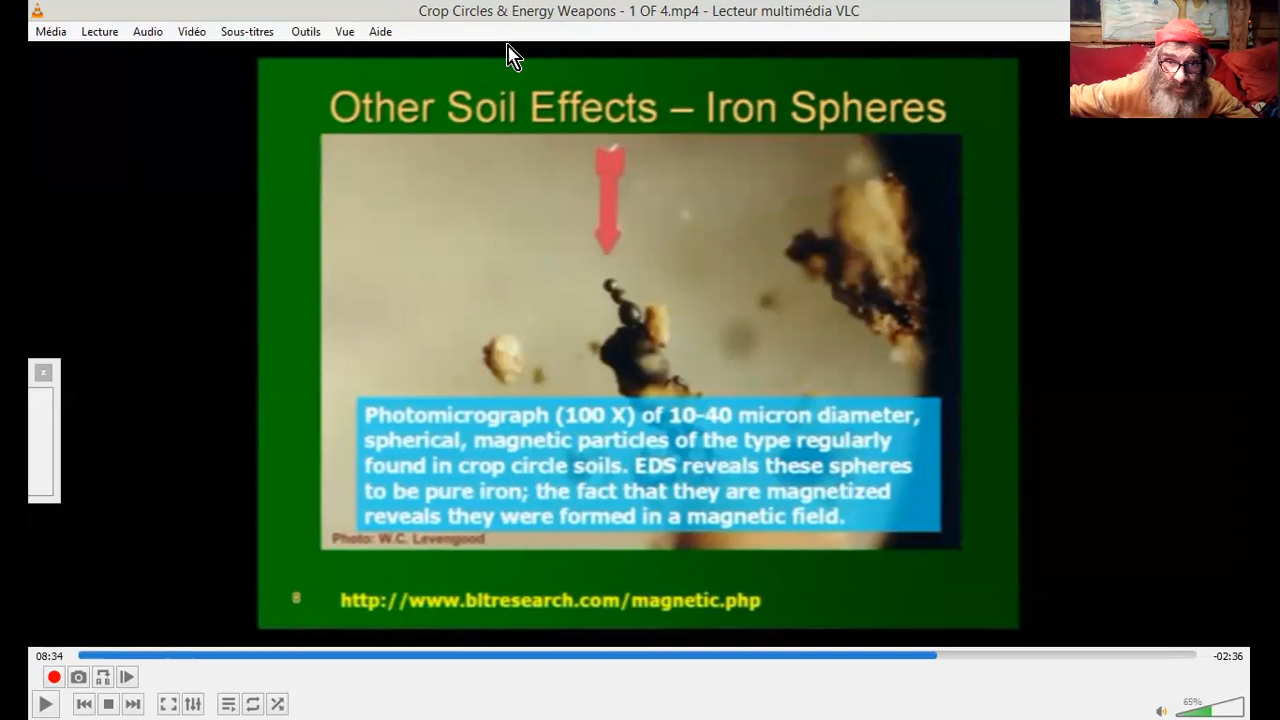 Crop Circles & Energy Weapons - 1 OF 4.mp4 - Lecteur multimédia VLC
Média Lecture Audio Vidéo Sous-titres Outils Vue Aide
Other Soil Effects – Iron Spheres
Photomicrograph (100 X) of 10-40 micron diameter,
spherical, magnetic particles of the type regularly
found in crop circle soils. EDS reveals these spheres
to be pure iron; the fact that they are magnetized
reveals they were formed in a magnetic field.
Photo: W.C. Levengood
8 http://www.bltresearch.com/magnetic.php
08:34 -02:36
65%